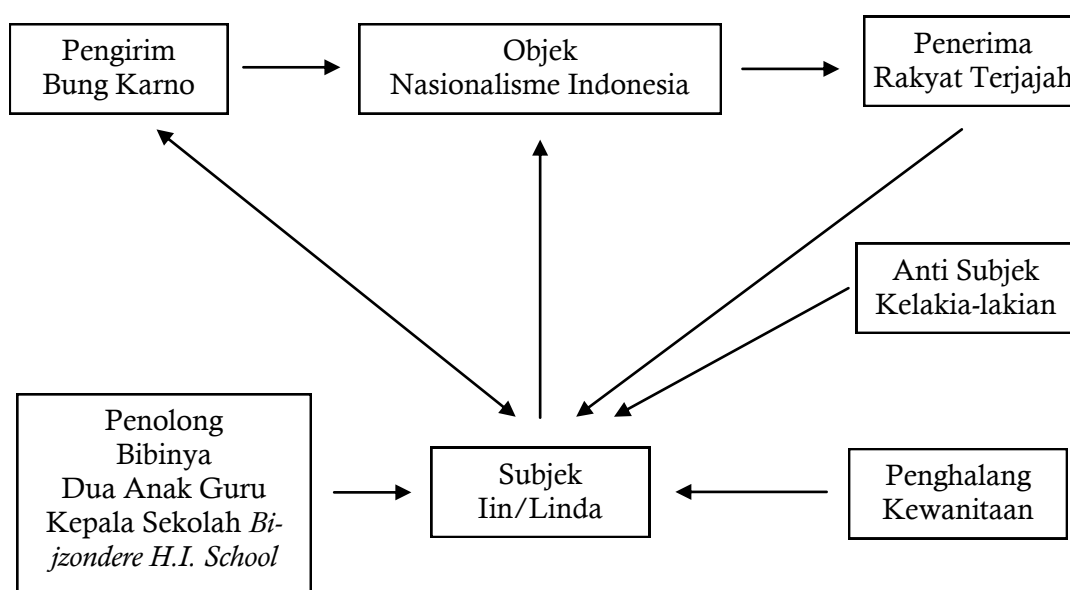 Pengirim
Bung Karno
Objek
Nasionalisme Indonesia
Penerima
Rakyat Terjajah
Anti Subjek
Kelakia-lakian
Penolong
Bibinya
Dua Anak Guru
Kepala Sekolah Bi-
jzondere H.I. School
Subjek
Iin/Linda
Penghalang
Kewanitaan